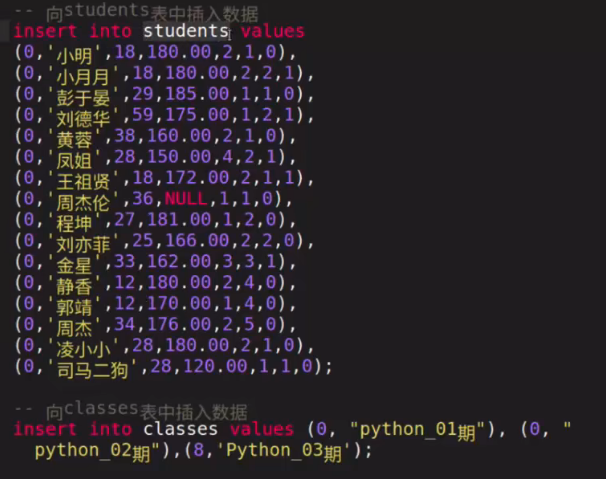 -- 向students表中插入数据
insert into students values
(0,'小明',18,180.00,2,1,0),
(0,'小月月',18,180.00,2,2,1),
(0,'彭于晏',29,185.00,1,1,0),
(0,'刘德华',59,175.00,1,2,1),
(0,'黄蓉',38,160.00,2,1,0),
(0,'凤姐',28,150.00,4,2,1),
(0,'王祖贤',18,172.00,2,1,1),
(0,'周杰伦',36,NULL,1,1,0),
(0,'程坤',27,181.00,1,2,0),
(0,'刘亦菲',25,166.00,2,2,0),
(0,'金星',33,162.00,3,3,1),
(0,'静香',12,180.00,2,4,0),
(0,'郭靖',12,170.00,1,4,0),
(0,'周杰',34,176.00,2,5,0),
(0,'凌小小',28,180.00,2,1,0),
(0,'司马二狗',28,120.00,1,1,0);
-- 向classes表中插入数据
insert into classes values (0, "python_01期"), (0, "
python_02期"),(8,'Python_03期');